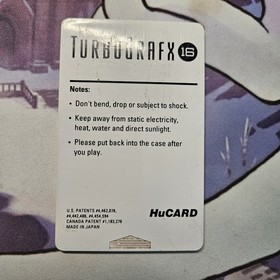 TURBOGRAFX 16
Notes:
• Don't bend, drop or subject to shock.
• Keep away from static electricity,
heat, water and direct sunlight.
• Please put back into the case after
you play.
U.S. PATENTS #4,462,076,
#4,442,488, #4,454,594
CANADA PATENT #1,183,276
MADE IN JAPAN
HuCARD